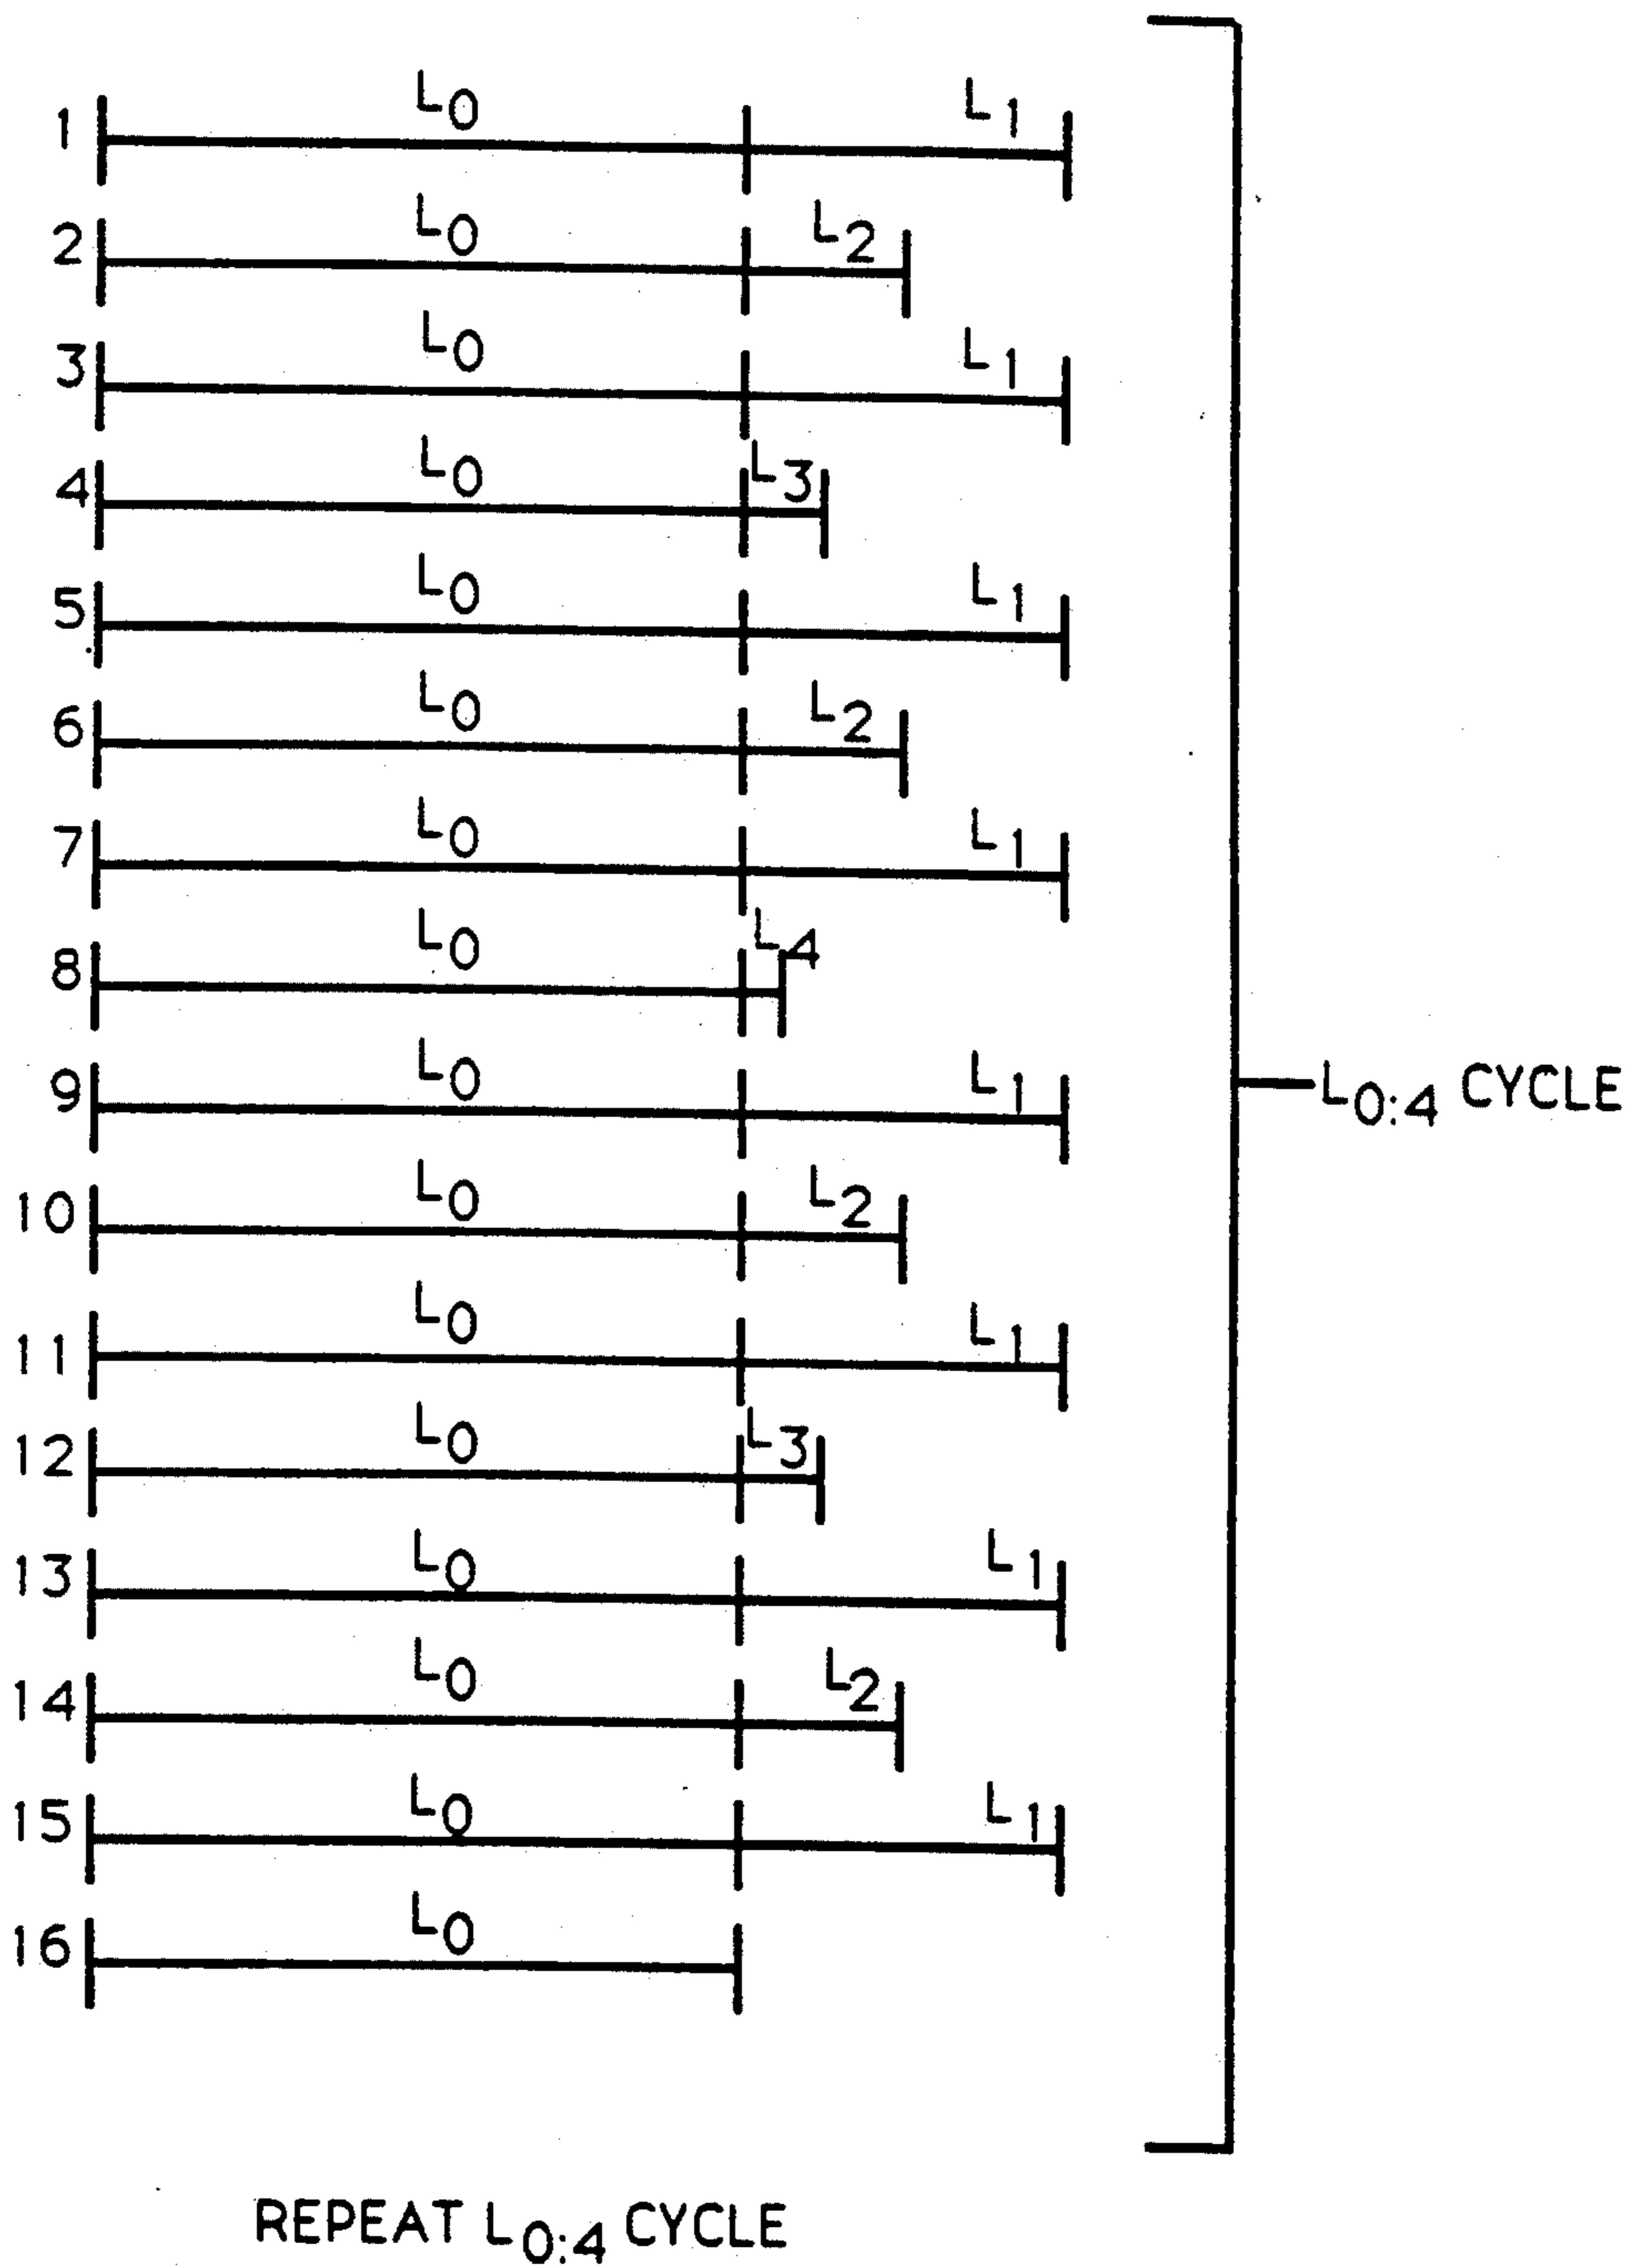 1 L0 L1
2 L0 L2
3 L0 L1
4 L0 L3
5 L0 L1
6 L0 L2
7 L0 L1
8 L0 L4
9 L0 L1
L0:4 CYCLE
10 L0 L2
11 L0 L1
12 L0 L3
13 L0 L1
14 L0 L2
15 L0 L1
16 L0
REPEAT L0:4 CYCLE